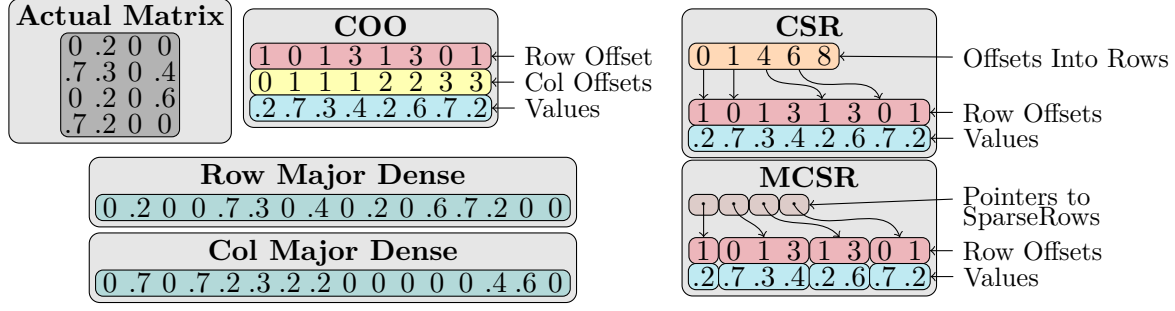 Actual Matrix
0 .2 0 0
.7 .3 0 .4
0 .2 0 .6
.7 .2 0 0
COO
1 0 1 3 1 3 0 1
Row Offset
0 1 1 1 2 2 3 3
Col Offsets
.2 .7 .3 .4 .2 .6 .7 .2
Values
Row Major Dense
0 .2 0 0 .7 .3 0 .4 0 .2 0 .6 .7 .2 0 0
Col Major Dense
0 .7 0 .7 .2 .3 .2 .2 0 0 0 0 0 .4 .6 0
CSR
0 1 4 6 8
Offsets Into Rows
1 0 1 3 1 3 0 1
Row Offsets
.2 .7 .3 .4 .2 .6 .7 .2
Values
MCSR
Pointers to
SparseRows
1 0 1 3 1 3 0 1
Row Offsets
.2 .7 .3 .4 .2 .6 .7 .2
Values